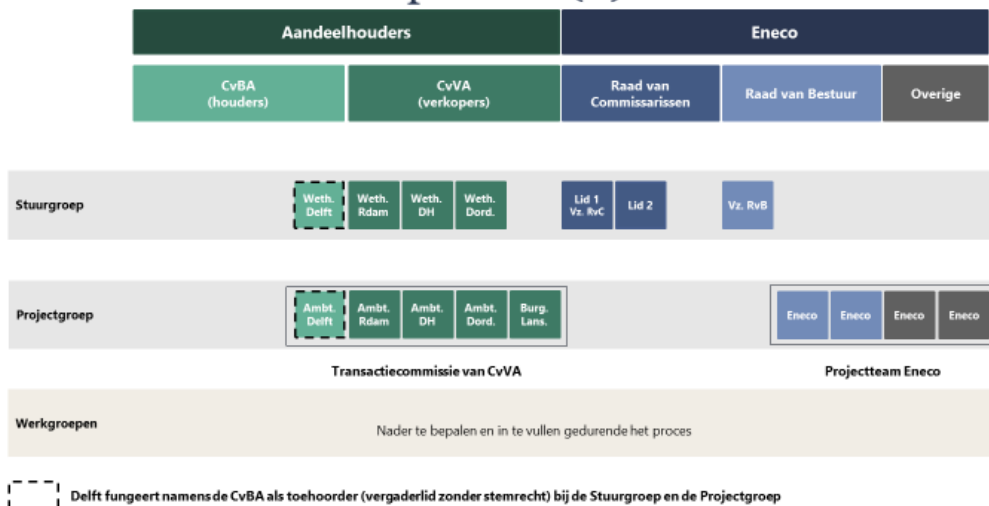 Aandeelhouders
Eneco
CvBA
(houders)
CvVA
(verkopers)
Raad van
Commissarissen
Raad van Bestuur
Overige
Stuurgroep
Weth.
Delft
Weth.
Rdam
Weth.
DH
Weth.
Dord.
Lid 1
Vz. RvC
Lid 2
Vz. RvB
Projectgroep
Ambt.
Delft
Ambt.
Rdam
Ambt.
DH
Ambt.
Dord.
Burg.
Lans.
Eneco
Eneco
Eneco
Eneco
Transactiecommissie van CvVA
Projectteam Eneco
Werkgroepen
Nader te bepalen en in te vullen gedurende het proces
Delft fungeert namens de CvBA als toehoorder (vergaderlid zonder stemrecht) bij de Stuurgroep en de Projectgroep